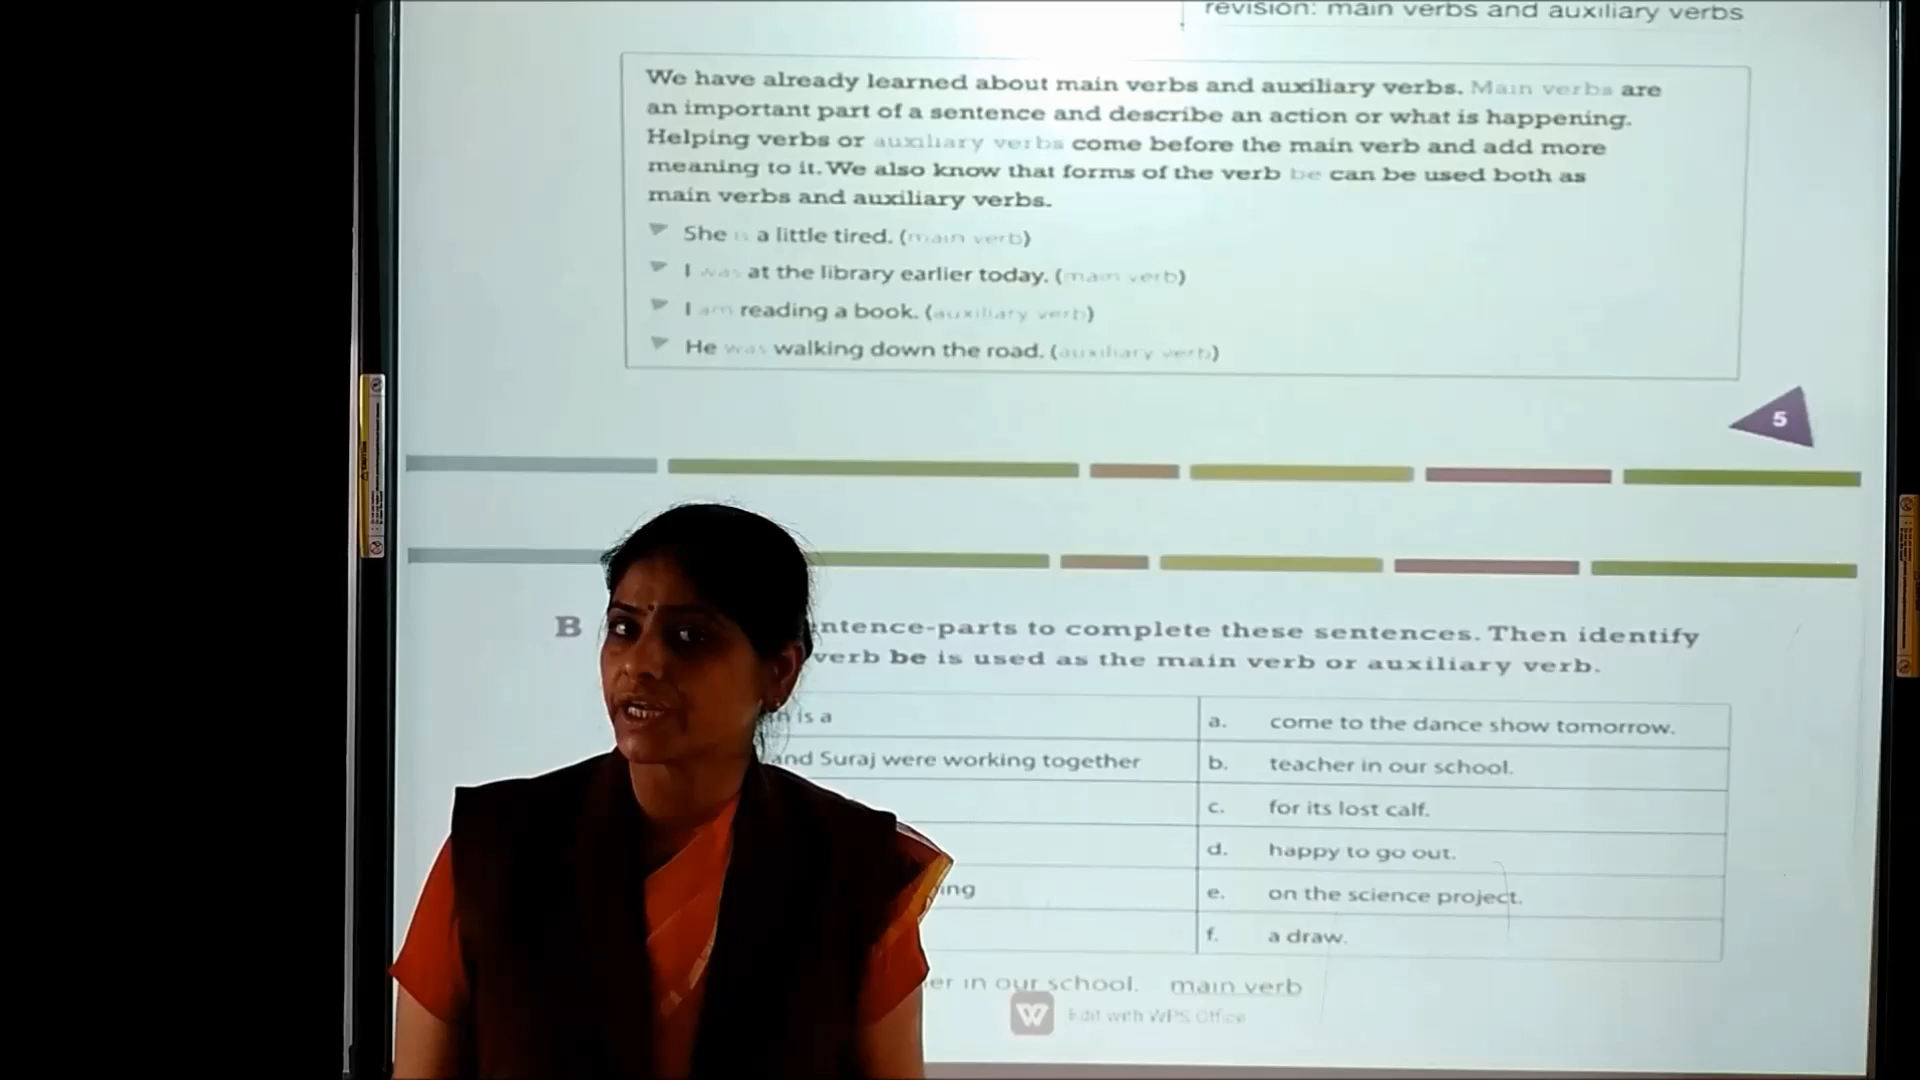 revision: main verbs and auxiliary verbs
We have already learned about main verbs and auxiliary verbs. Main verbs are
an important part of a sentence and describe an action or what is happening.
Helping verbs or auxiliary verbs come before the main verb and add more
meaning to it. We also know that forms of the verb be can be used both as
main verbs and auxiliary verbs.
She is a little tired. (main verb)
I was at the library earlier today. (main verb)
I am reading a book. (auxiliary verb)
He was walking down the road. (auxiliary verb)
5
B ntence-parts to complete these sentences. Then identify
verb be is used as the main verb or auxiliary verb.
is a a. come to the dance show tomorrow.
and Suraj were working together b. teacher in our school.
c. for its lost calf.
d. happy to go out.
ing e. on the science project.
f. a draw.
er in our school. main verb
W Edit with WPS Office